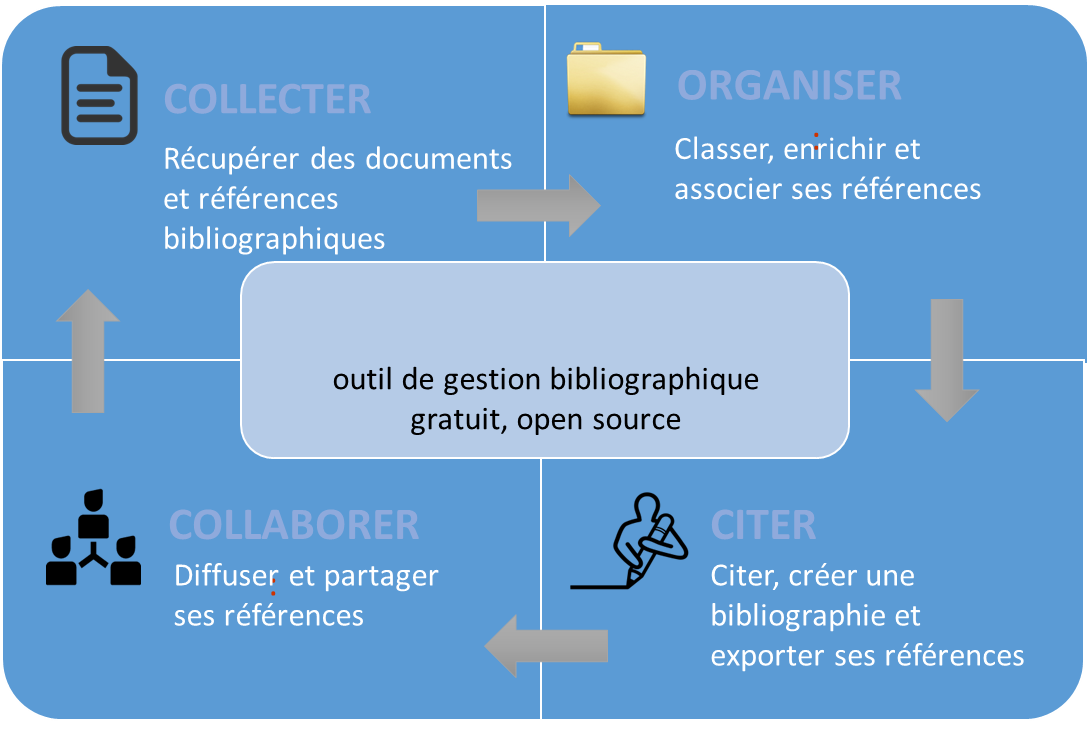 COLLECTER
Récupérer des documents
et références
bibliographiques
ORGANISER
Classer, enrichir et
associer ses références
outil de gestion bibliographique
gratuit, open source
COLLABORER
Diffuser et partager
ses références
CITER
Citer, créer une
bibliographie et
exporter ses références